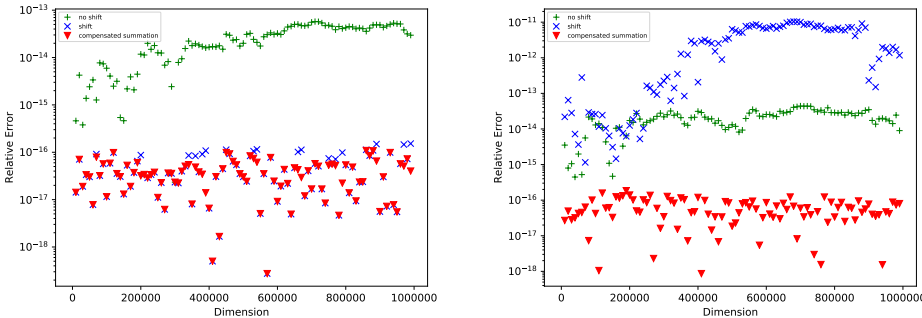 no shift
shift
compensated summation
10⁻¹³
10⁻¹⁴
10⁻¹⁵
10⁻¹⁶
10⁻¹⁷
10⁻¹⁸
Relative Error
0 200000 400000 600000 800000 1000000
Dimension
no shift
shift
compensated summation
10⁻¹¹
10⁻¹²
10⁻¹³
10⁻¹⁴
10⁻¹⁵
10⁻¹⁶
10⁻¹⁷
10⁻¹⁸
Relative Error
0 200000 400000 600000 800000 1000000
Dimension